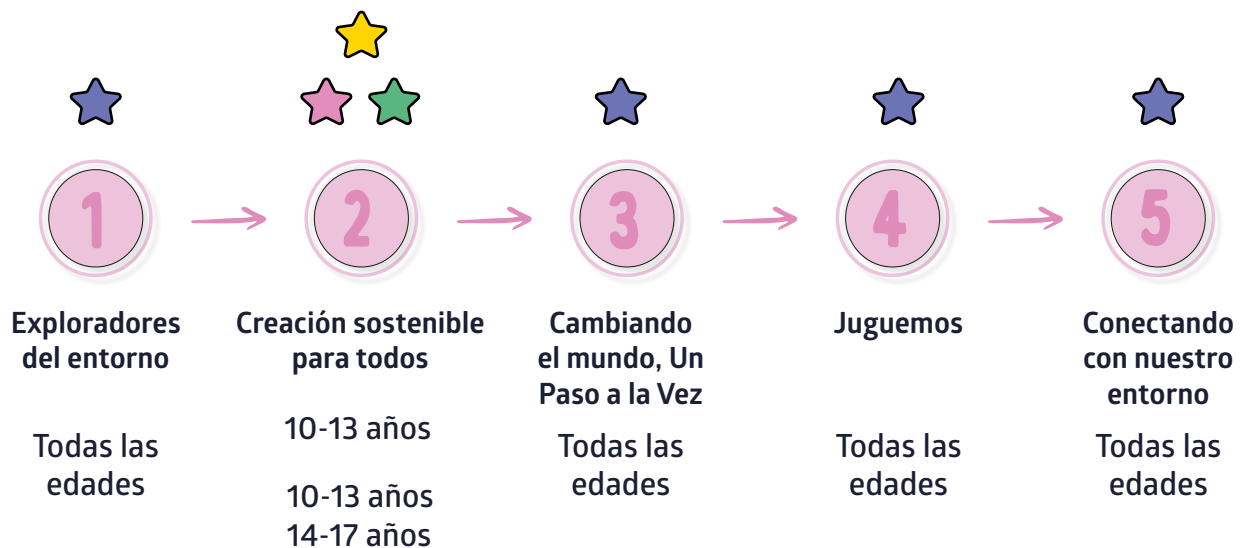 1
2
3
4
5
Exploradores
del entorno
Todas las
edades
Creación sostenible
para todos
10-13 años
10-13 años
14-17 años
Cambiando
el mundo, Un
Paso a la Vez
Todas las
edades
Juguemos
Todas las
edades
Conectando
con nuestro
entorno
Todas las
edades